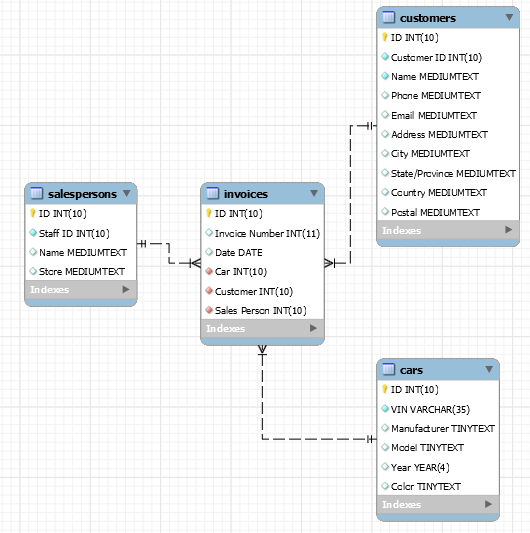 customers
ID INT(10)
Customer ID INT(10)
Name MEDIUMTEXT
Phone MEDIUMTEXT
Email MEDIUMTEXT
Address MEDIUMTEXT
City MEDIUMTEXT
State/Province MEDIUMTEXT
Country MEDIUMTEXT
Postal MEDIUMTEXT
Indexes
salespersons
ID INT(10)
Staff ID INT(10)
Name MEDIUMTEXT
Store MEDIUMTEXT
Indexes
invoices
ID INT(10)
Invoice Number INT(11)
Date DATE
Car INT(10)
Customer INT(10)
Sales Person INT(10)
Indexes
cars
ID INT(10)
VIN VARCHAR(35)
Manufacturer TINYTEXT
Model TINYTEXT
Year YEAR(4)
Color TINYTEXT
Indexes